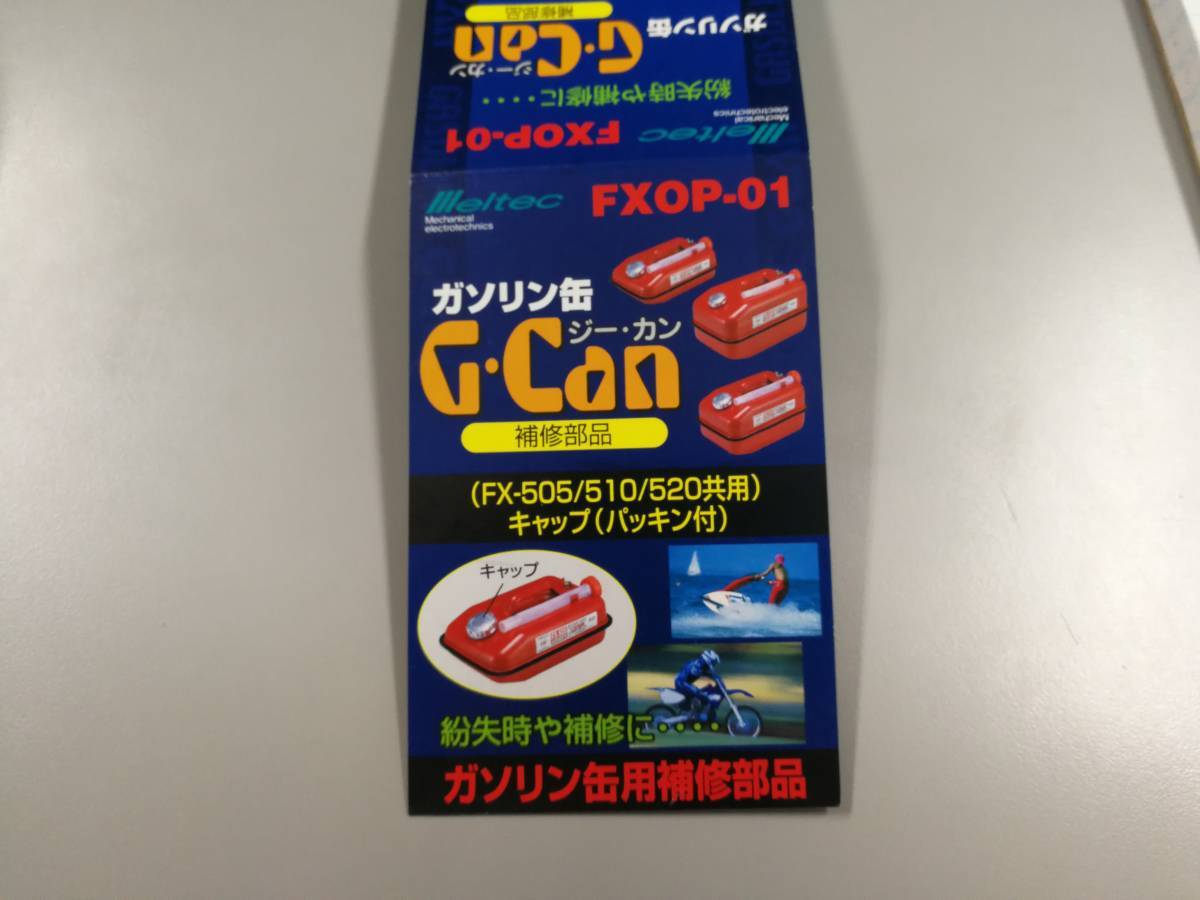 ガソリン缶
補修部品
G・Can
ジー・カン
紛失時や補修に・・・・
FXOP-01
Meltec
Mechanical
electrotechnics
Meltec FXOP-01
Mechanical
electrotechnics
ガソリン缶
ジー・カン
G・Can
補修部品
(FX-505/510/520共用)
キャップ(パッキン付)
キャップ
紛失時や補修に・・・・
ガソリン缶用補修部品